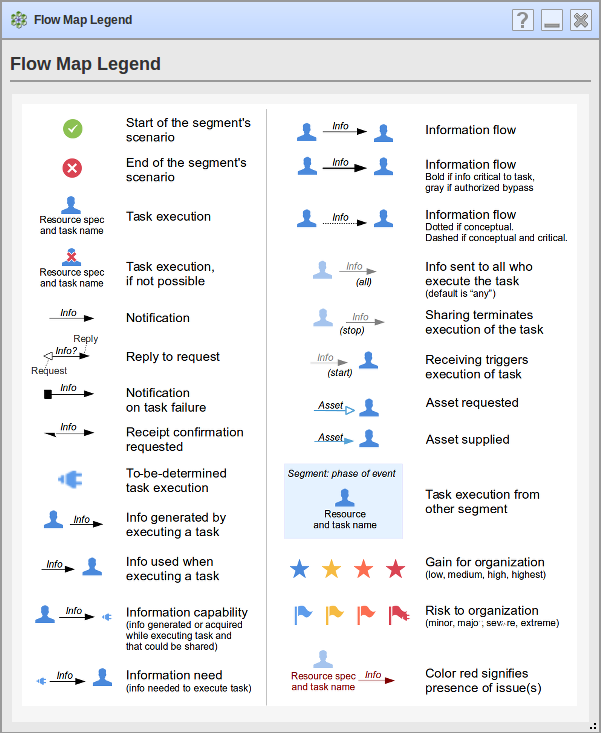 Flow Map Legend
?
Flow Map Legend
Start of the segment's
scenario
End of the segment's
scenario
Resource spec
and task name
Task execution
Resource spec
and task name
Task execution,
if not possible
Info
Notification
Reply
Info?
Request
Reply to request
Info
Notification
on task failure
Info
Receipt confirmation
requested
To-be-determined
task execution
Info
Info generated by
executing a task
Info
Info used when
executing a task
Info
Information capability
(info generated or acquired
while executing task and
that could be shared)
Info
Information need
(info needed to execute task)
Info
Information flow
Info
Information flow
Bold if info critical to task,
gray if authorized bypass
Info
Information flow
Dotted if conceptual.
Dashed if conceptual and critical.
Info
(all)
Info sent to all who
execute the task
(default is “any”)
Info
(stop)
Sharing terminates
execution of the task
Info
(start)
Receiving triggers
execution of task
Asset
Asset requested
Asset
Asset supplied
Segment: phase of event
Resource
and task name
Task execution from
other segment
Gain for organization
(low, medium, high, highest)
Risk to organization
(minor, major, severe, extreme)
Resource spec
and task name
Info
Color red signifies
presence of issue(s)